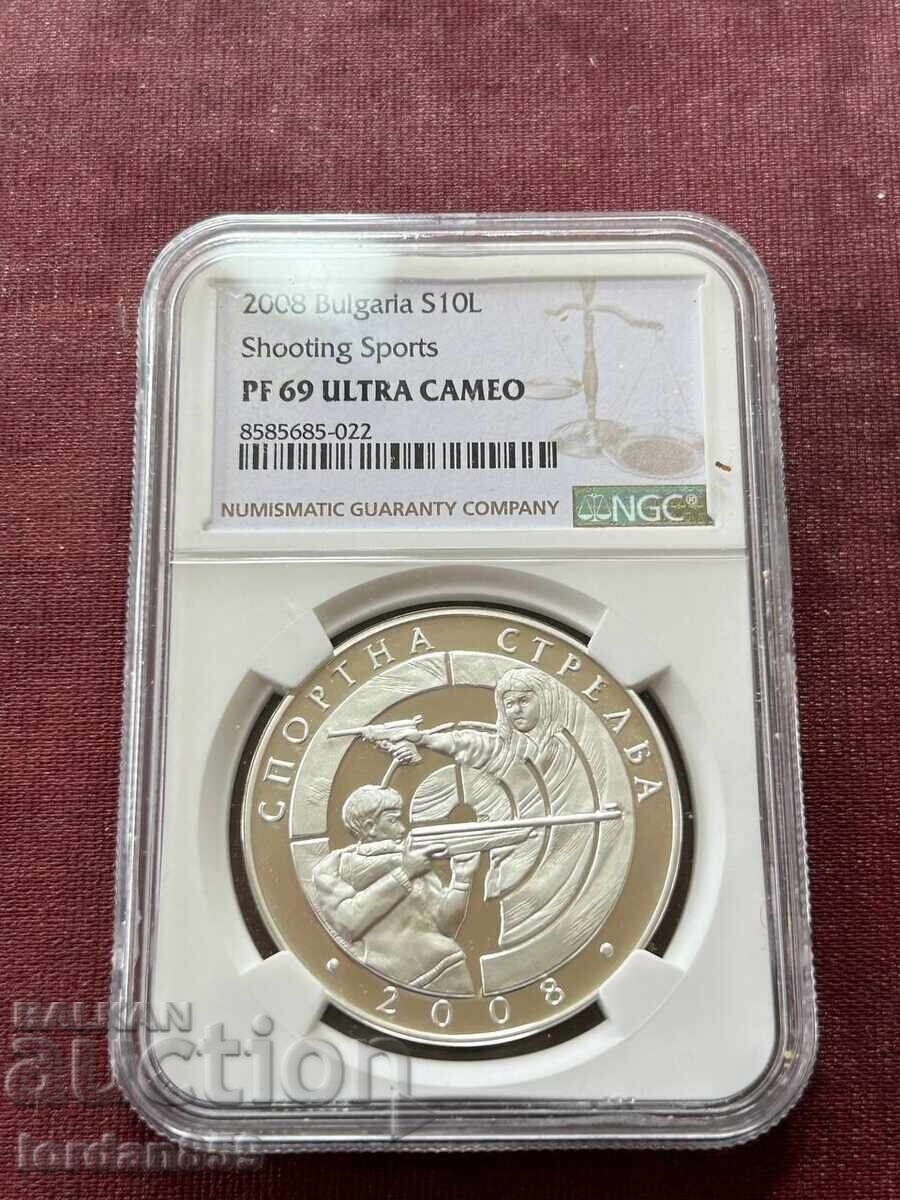 2008 Bulgaria S10L
Shooting Sports
PF 69 ULTRA CAMEO
8585685-022
NUMISMATIC GUARANTY COMPANY
NGC®
СПОРТНА СТРЕЛБА
2008
BALKAN
auction
Iordan859